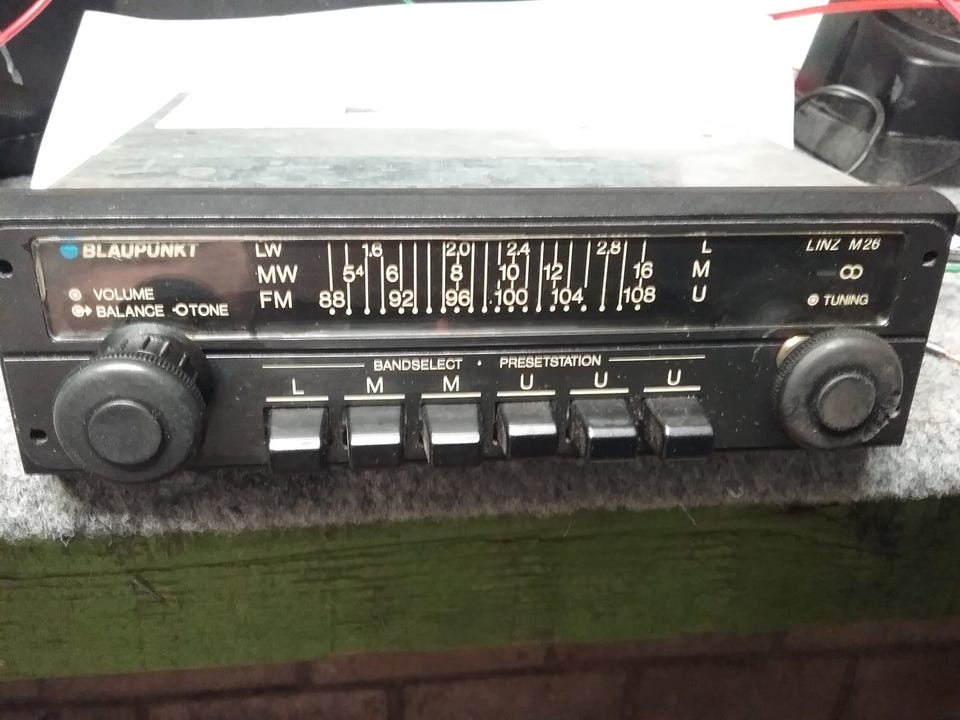 BLAUPUNKT
VOLUME
BALANCE TONE
LW 1.6 2.0 2.4 2.8 L
MW 54 6 8 10 12 16 M
FM 88 92 96 100 104 108 U
LINZ M26
TUNING
BANDSELECT · PRESETSTATION
L M M U U U